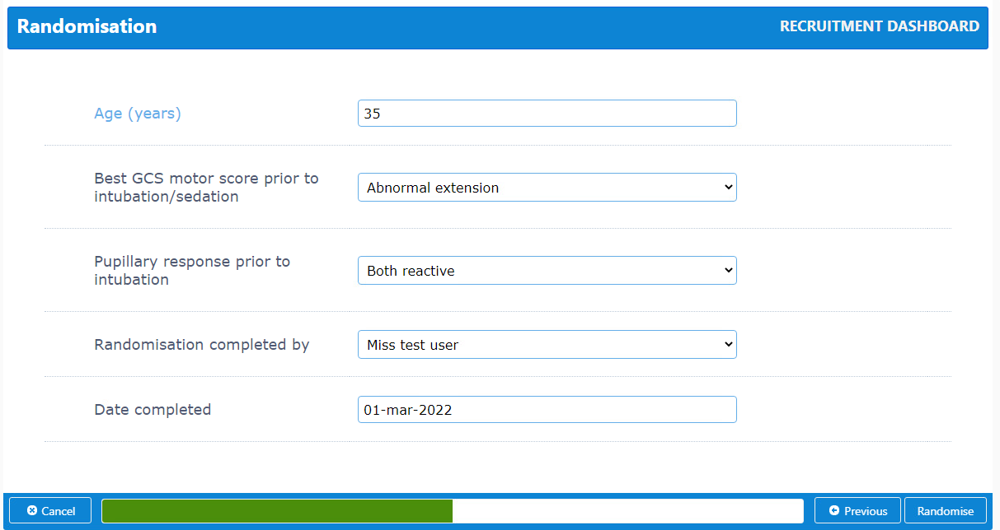 Randomisation
RECRUITMENT DASHBOARD
Age (years)
35
Best GCS motor score prior to
intubation/sedation
Abnormal extension
Pupillary response prior to
intubation
Both reactive
Randomisation completed by
Miss test user
Date completed
01-mar-2022
Cancel
Previous
Randomise